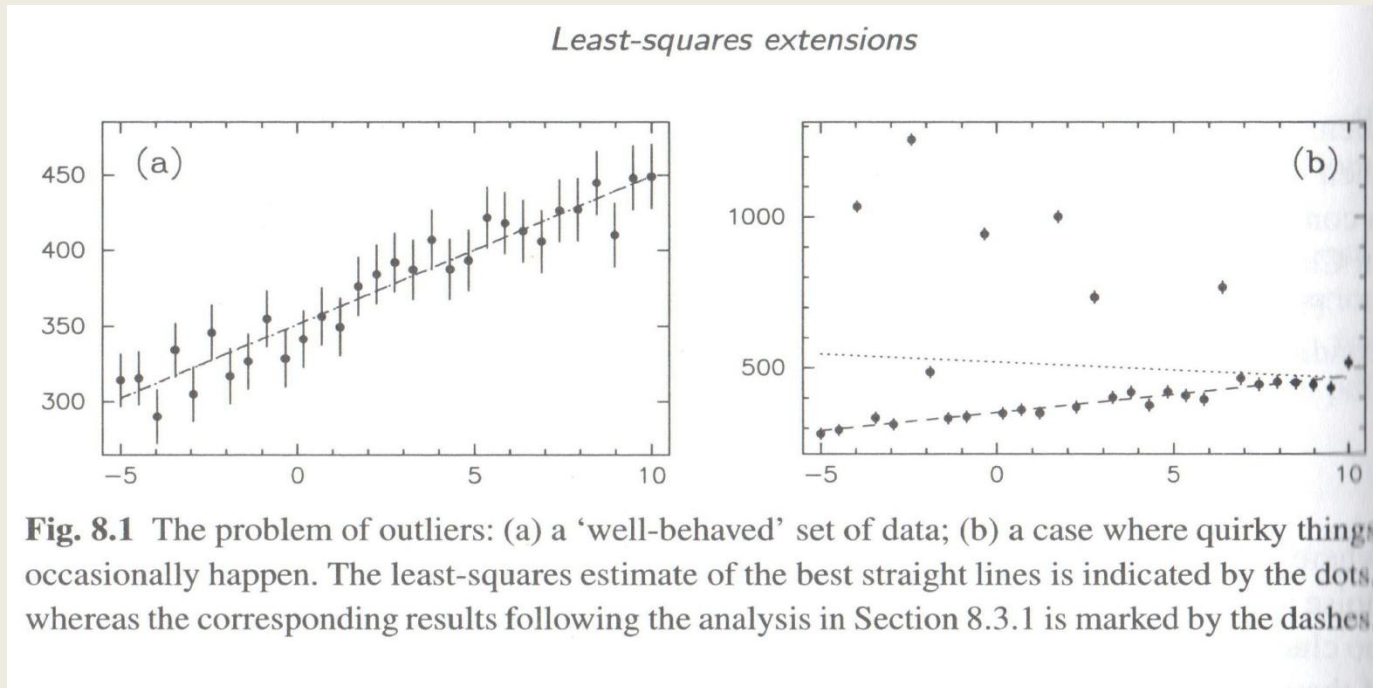 Least-squares extensions
(a)
450
400
350
300
−5 0 5 10
(b)
1000
500
−5 0 5 10
Fig. 8.1 The problem of outliers: (a) a ‘well-behaved’ set of data; (b) a case where quirky things
occasionally happen. The least-squares estimate of the best straight lines is indicated by the dots
whereas the corresponding results following the analysis in Section 8.3.1 is marked by the dashes